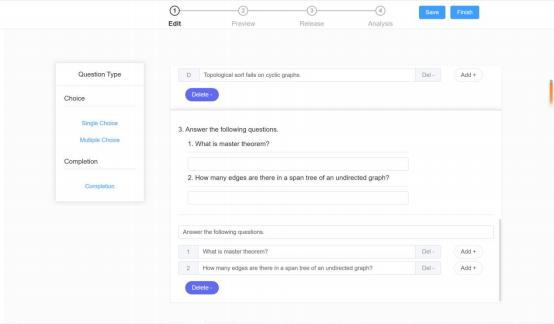 1 2 3 4
Edit Preview Release Analysis
Save Finish
Question Type
Choice
Single Choice
Multiple Choice
Completion
Completion
D Topological sort fails on cyclic graphs. Del - Add +
Delete -
3. Answer the following questions.
1. What is master theorem?
2. How many edges are there in a span tree of an undirected graph?
Answer the following questions.
1 What is master theorem? Del - Add +
2 How many edges are there in a span tree of an undirected graph? Del - Add +
Delete -